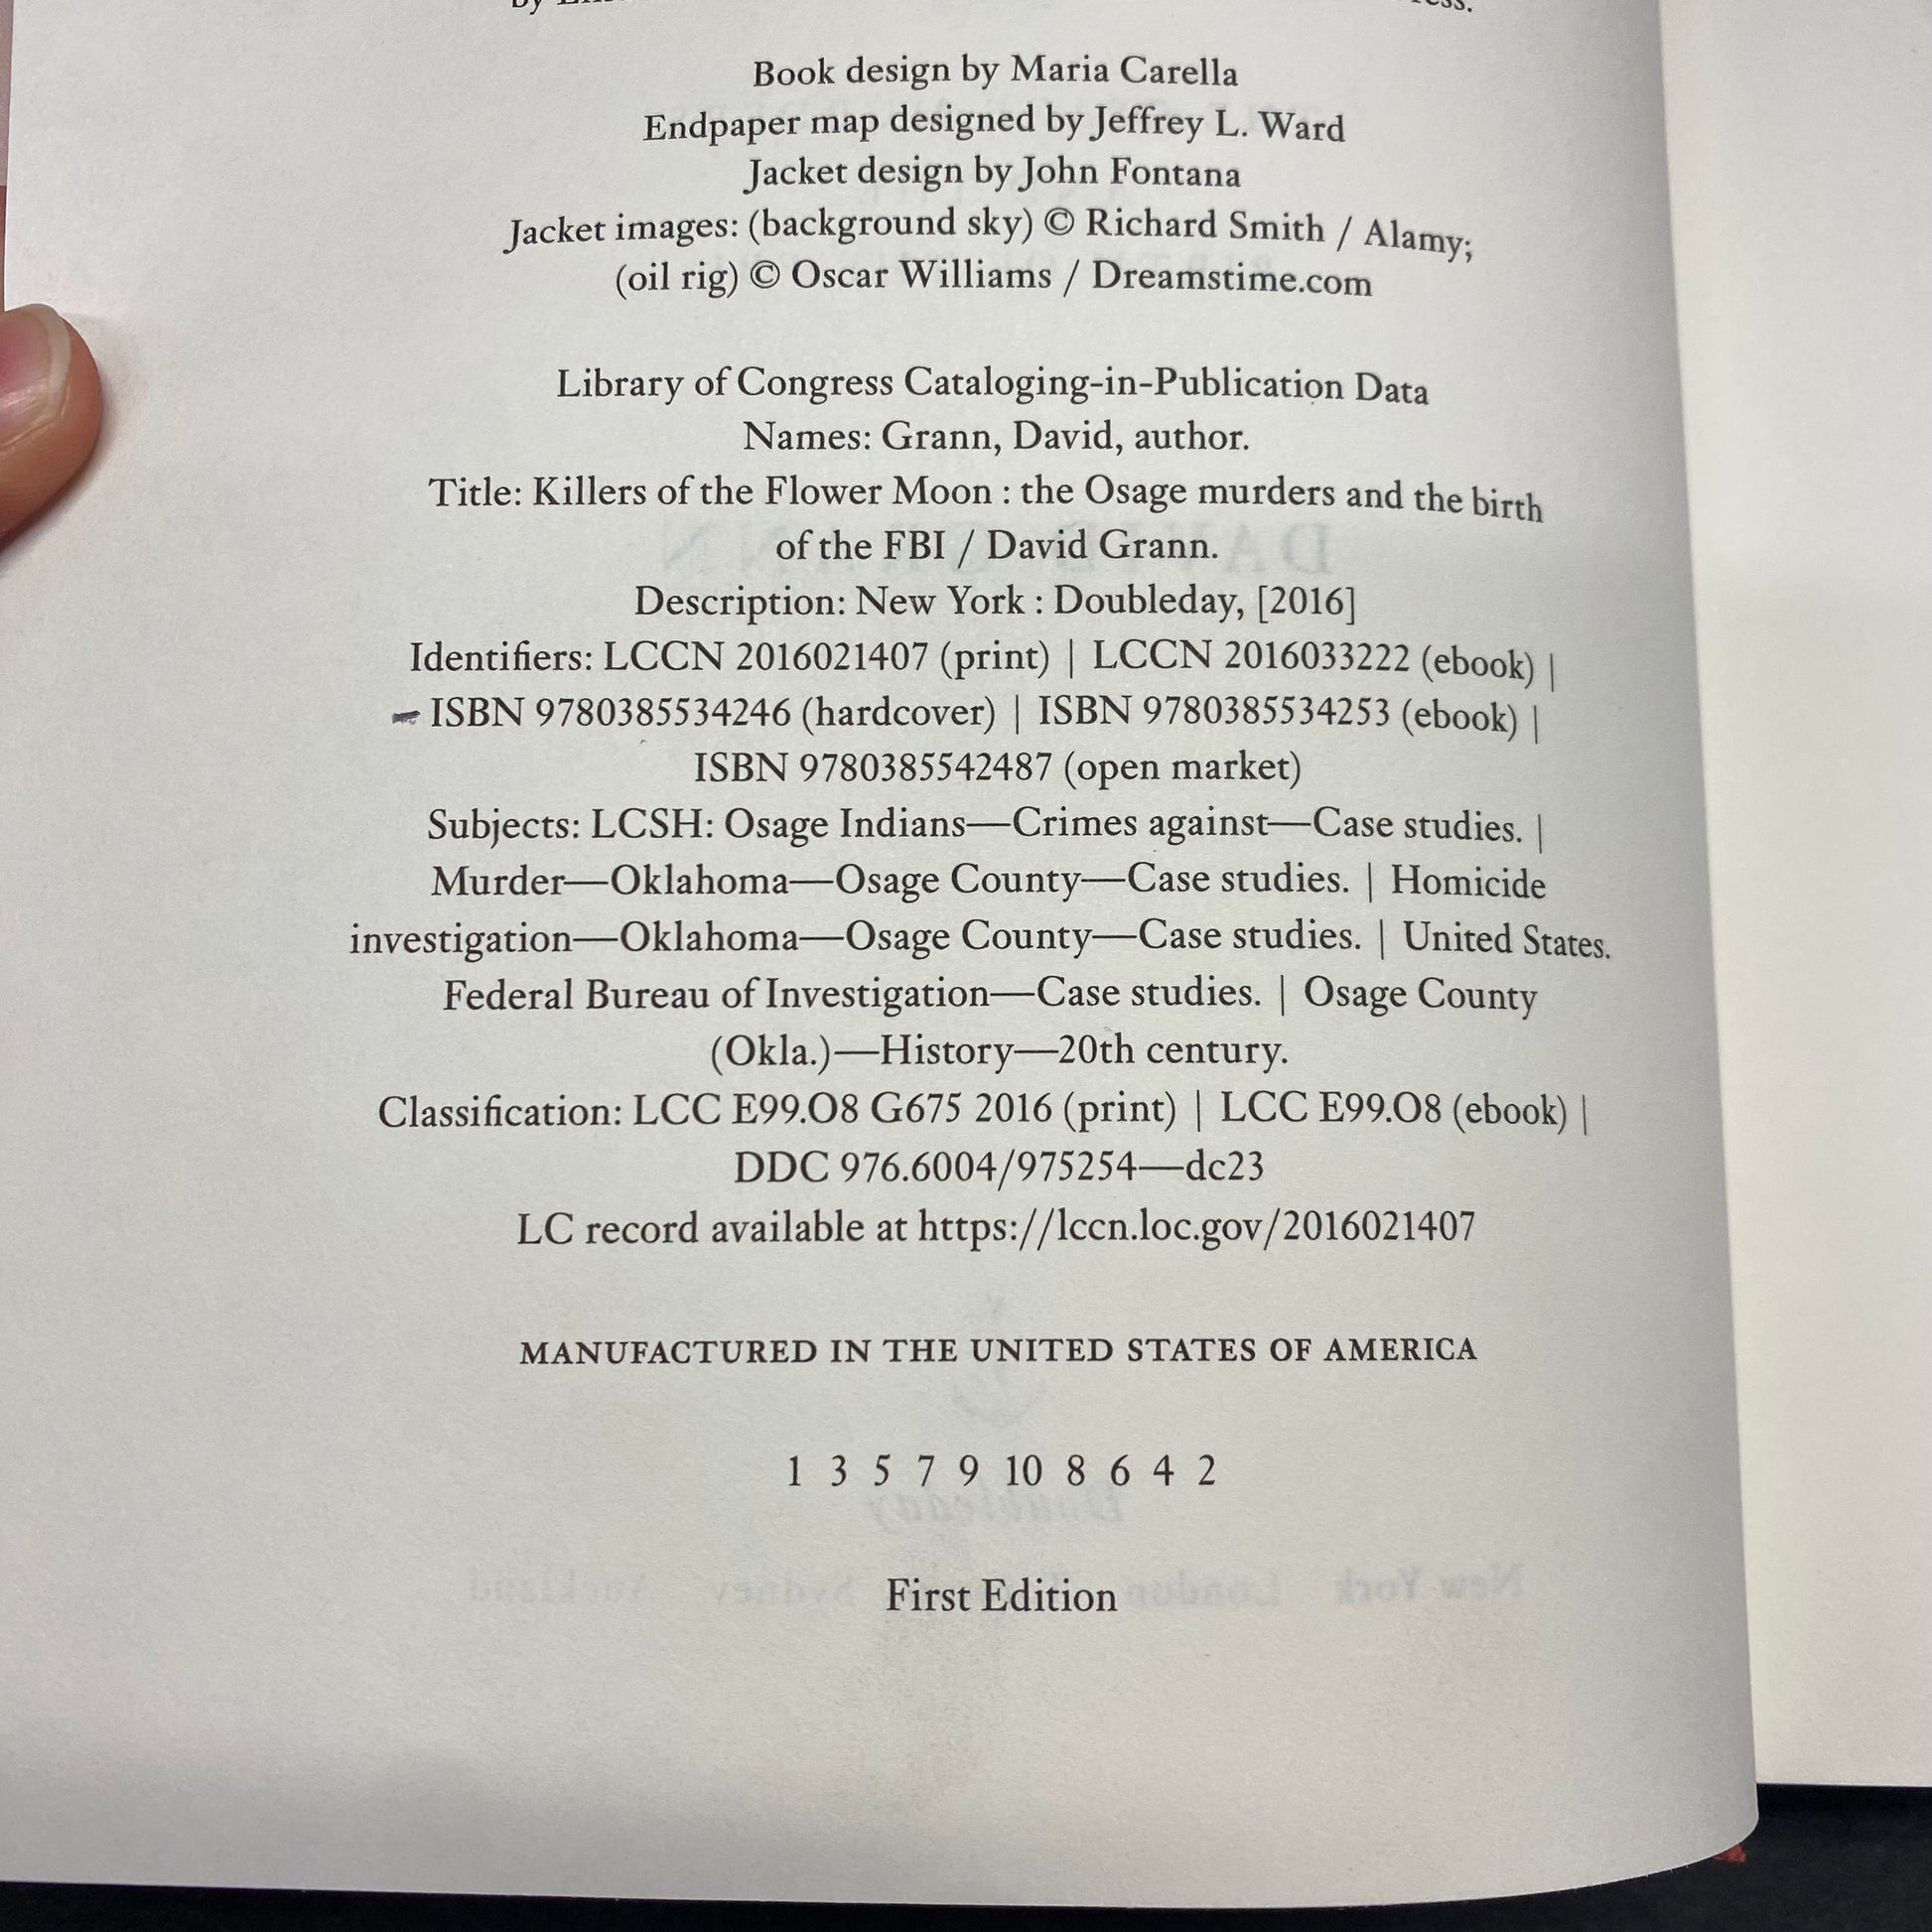 by
Book design by Maria Carella
Endpaper map designed by Jeffrey L. Ward
Jacket design by John Fontana
Jacket images: (background sky) © Richard Smith / Alamy;
(oil rig) © Oscar Williams / Dreamstime.com
Library of Congress Cataloging-in-Publication Data
Names: Grann, David, author.
Title: Killers of the Flower Moon : the Osage murders and the birth
of the FBI / David Grann.
Description: New York : Doubleday, [2016]
Identifiers: LCCN 2016021407 (print) | LCCN 2016033222 (ebook) |
ISBN 9780385534246 (hardcover) | ISBN 9780385534253 (ebook) |
ISBN 9780385542487 (open market)
Subjects: LCSH: Osage Indians—Crimes against—Case studies. |
Murder—Oklahoma—Osage County—Case studies. | Homicide
investigation—Oklahoma—Osage County—Case studies. | United States.
Federal Bureau of Investigation—Case studies. | Osage County
(Okla.)—History—20th century.
Classification: LCC E99.O8 G675 2016 (print) | LCC E99.O8 (ebook) |
DDC 976.6004/975254—dc23
LC record available at https://lccn.loc.gov/2016021407
MANUFACTURED IN THE UNITED STATES OF AMERICA
1 3 5 7 9 10 8 6 4 2
First Edition